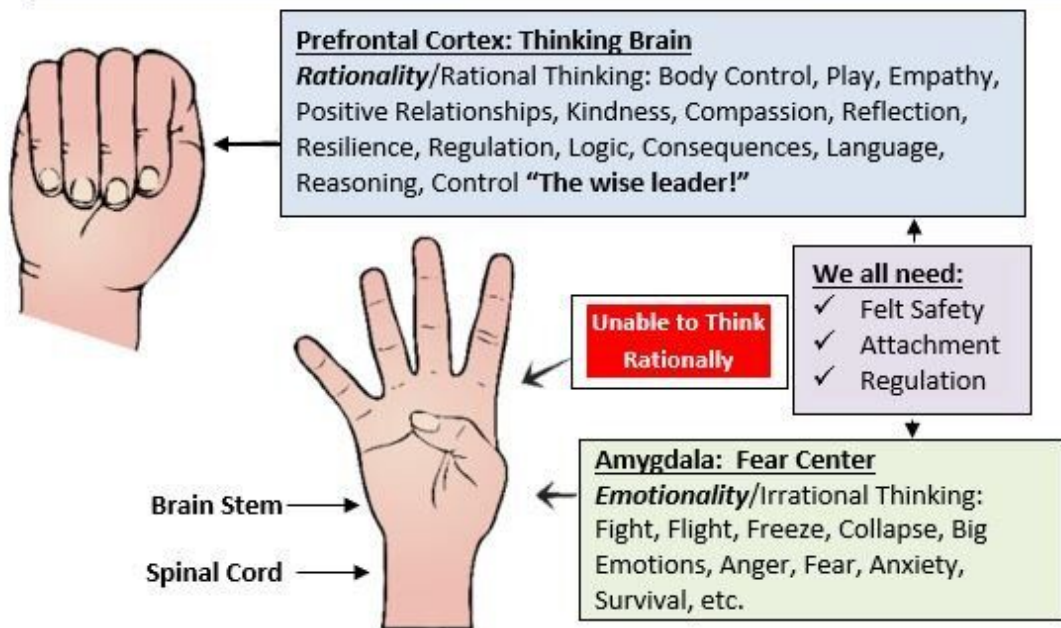 Prefrontal Cortex: Thinking Brain
Rationality/Rational Thinking: Body Control, Play, Empathy,
Positive Relationships, Kindness, Compassion, Reflection,
Resilience, Regulation, Logic, Consequences, Language,
Reasoning, Control “The wise leader!”
We all need:
✓ Felt Safety
✓ Attachment
✓ Regulation
Unable to Think
Rationally
Amygdala: Fear Center
Emotionality/Irrational Thinking:
Fight, Flight, Freeze, Collapse, Big
Emotions, Anger, Fear, Anxiety,
Survival, etc.
Brain Stem
Spinal Cord